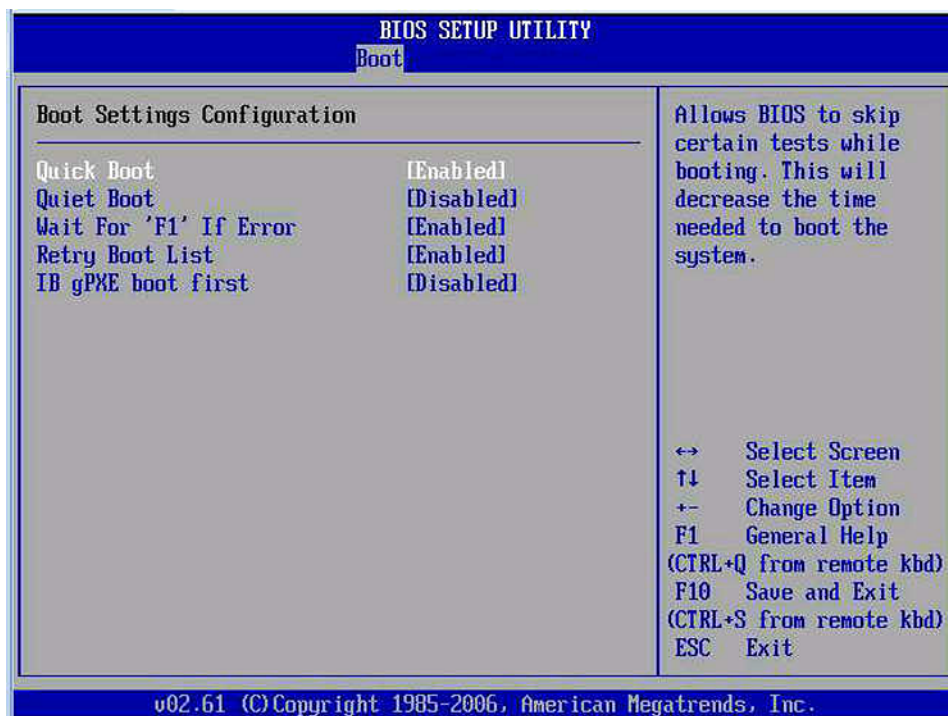 BIOS SETUP UTILITY
Boot
Boot Settings Configuration
Quick Boot [Enabled]
Quiet Boot [Disabled]
Wait For 'F1' If Error [Enabled]
Retry Boot List [Enabled]
IB gPXE boot first [Disabled]
Allows BIOS to skip
certain tests while
booting. This will
decrease the time
needed to boot the
system.
↔ Select Screen
↑↓ Select Item
+- Change Option
F1 General Help
(CTRL+Q from remote kbd)
F10 Save and Exit
(CTRL+S from remote kbd)
ESC Exit
v02.61 (C)Copyright 1985-2006, American Megatrends, Inc.